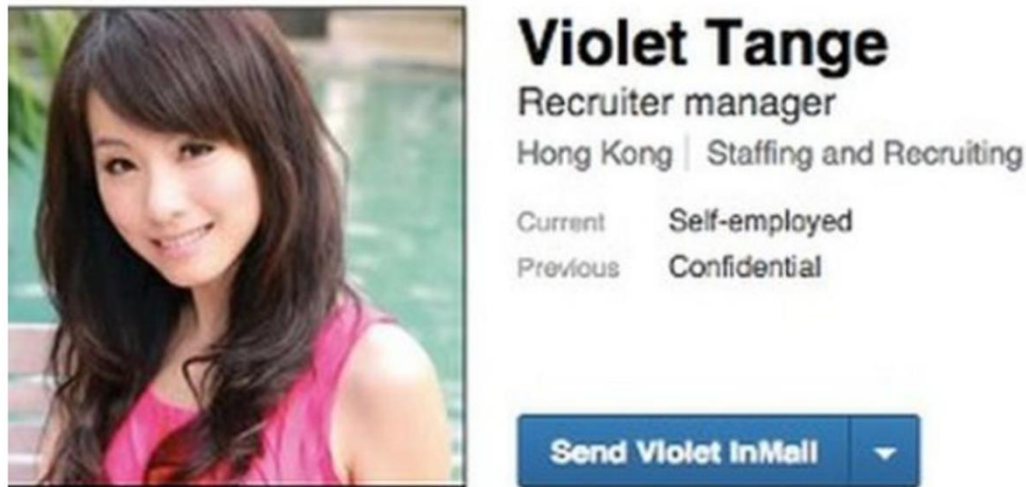 Violet Tange
Recruiter manager
Hong Kong | Staffing and Recruiting
Current Self-employed
Previous Confidential
Send Violet InMail